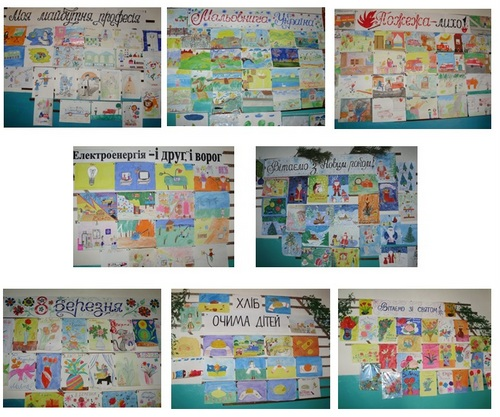 Моя майбутня професія
Мальовнича Україна
Пожежа-лихо!
Електроенергія -і друг, і ворог
Вітаємо з Новим роком!
8 Березня
ХЛІБ
ОЧИМА ДІТЕЙ
Вітаємо зі святом!